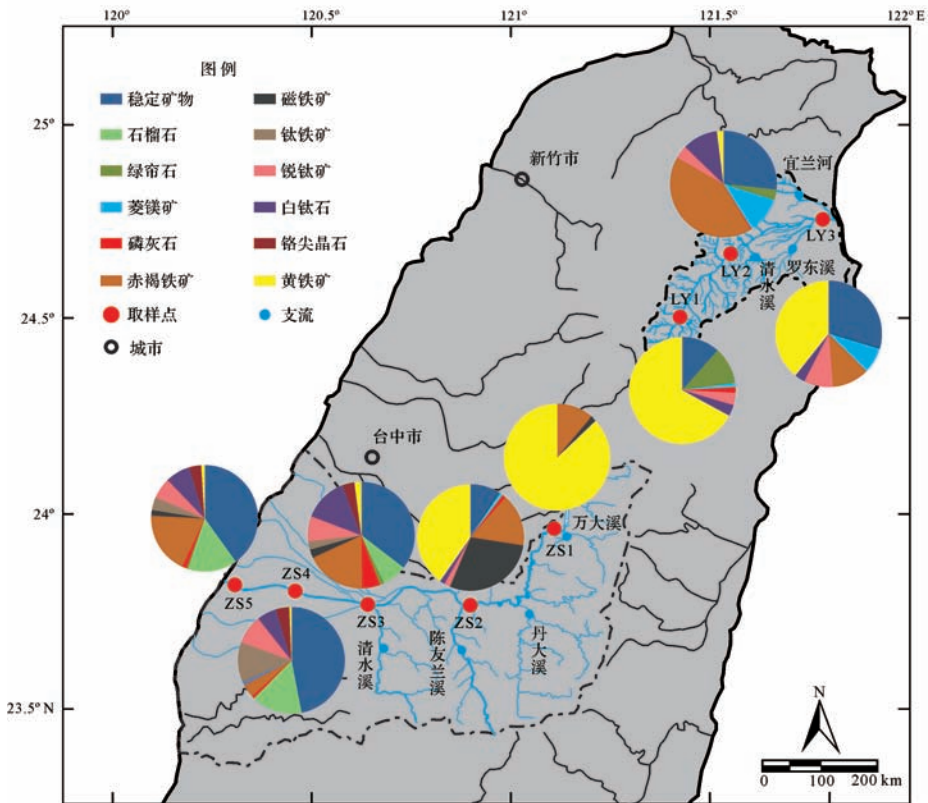 120°
120.5°
121°
121.5°
122°E
图 例
稳定矿物
磁铁矿
石榴石
钛铁矿
绿帘石
锐钛矿
菱镁矿
白钛石
磷灰石
铬尖晶石
赤褐铁矿
黄铁矿
取样点
支流
城市
25°
24.5°
24°
23.5°N
新竹市
宜兰河
LY3
LY2
清水溪
罗东溪
LY1
台中市
万大溪
ZS1
ZS4
ZS5
ZS3
ZS2
清水溪
陈友兰溪
丹大溪
N
0 100 200 km